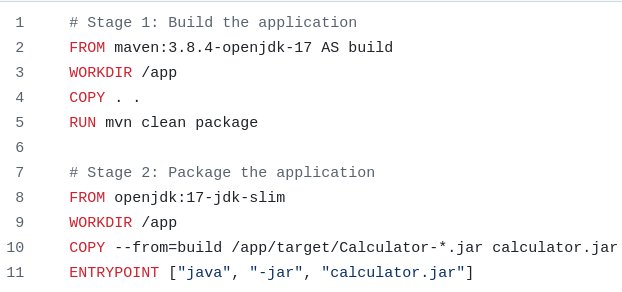 1 # Stage 1: Build the application
2 FROM maven:3.8.4-openjdk-17 AS build
3 WORKDIR /app
4 COPY . .
5 RUN mvn clean package
6
7 # Stage 2: Package the application
8 FROM openjdk:17-jdk-slim
9 WORKDIR /app
10 COPY --from=build /app/target/Calculator-*.jar calculator.jar
11 ENTRYPOINT ["java", "-jar", "calculator.jar"]